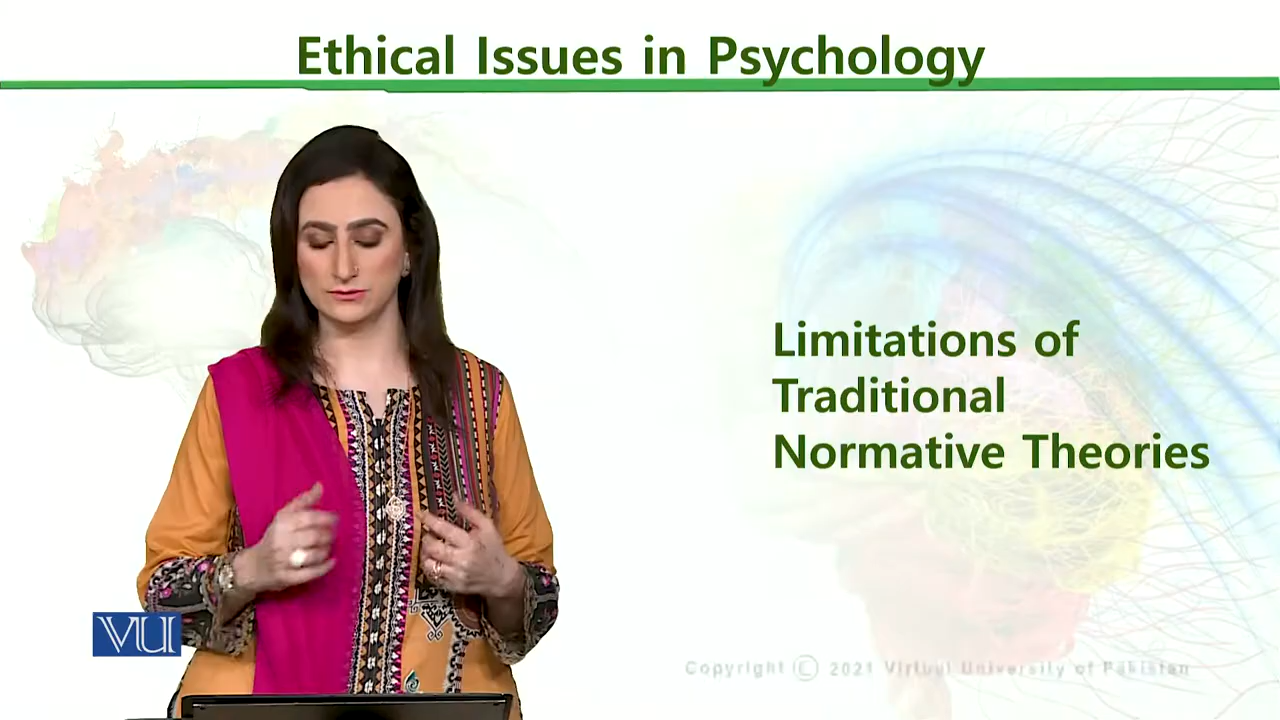 Ethical Issues in Psychology
Limitations of
Traditional
Normative Theories
VU
Copyright © 2021 Virtual University of Pakistan